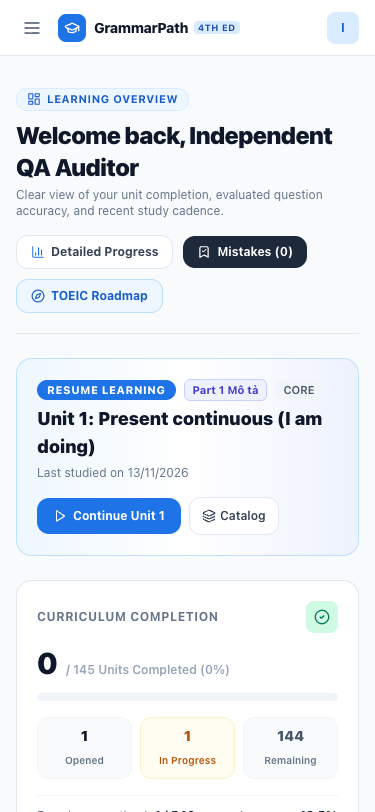 GrammarPath 4TH ED I
LEARNING OVERVIEW
Welcome back, Independent
QA Auditor
Clear view of your unit completion, evaluated question
accuracy, and recent study cadence.
Detailed Progress Mistakes (0)
TOEIC Roadmap
RESUME LEARNING Part 1 Mô tả CORE
Unit 1: Present continuous (I am
doing)
Last studied on 13/11/2026
Continue Unit 1 Catalog
CURRICULUM COMPLETION
0 / 145 Units Completed (0%)
1 1 144
Opened In Progress Remaining